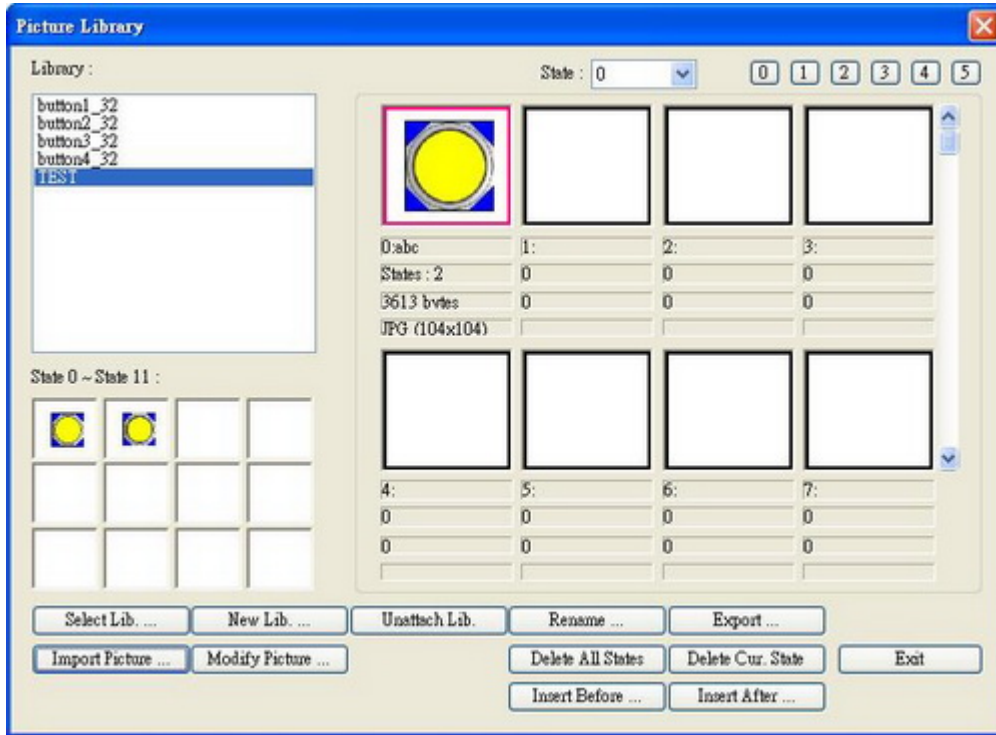 Picture Library
Library :
State : 0
0 1 2 3 4 5
button1_32
button2_32
button3_32
button4_32
TEST
0:abc 1: 2: 3:
States : 2 0 0 0
3613 bytes 0 0 0
JPG (104x104)
State 0 ~ State 11 :
4: 5: 6: 7:
0 0 0 0
0 0 0 0
Select Lib. ... New Lib. ... Unattach Lib. Rename ... Export ...
Import Picture ... Modify Picture ... Delete All States Delete Cur. State Exit
Insert Before ... Insert After ...